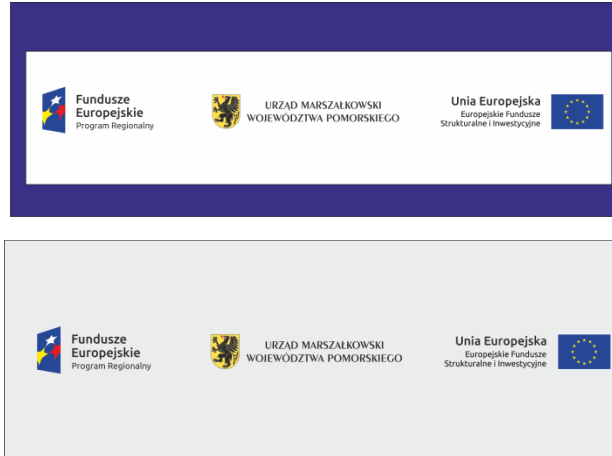 Fundusze
Europejskie
Program Regionalny
URZĄD MARSZAŁKOWSKI
WOJEWÓDZTWA POMORSKIEGO
Unia Europejska
Europejskie Fundusze
Strukturalne i Inwestycyjne
Fundusze
Europejskie
Program Regionalny
URZĄD MARSZAŁKOWSKI
WOJEWÓDZTWA POMORSKIEGO
Unia Europejska
Europejskie Fundusze
Strukturalne i Inwestycyjne